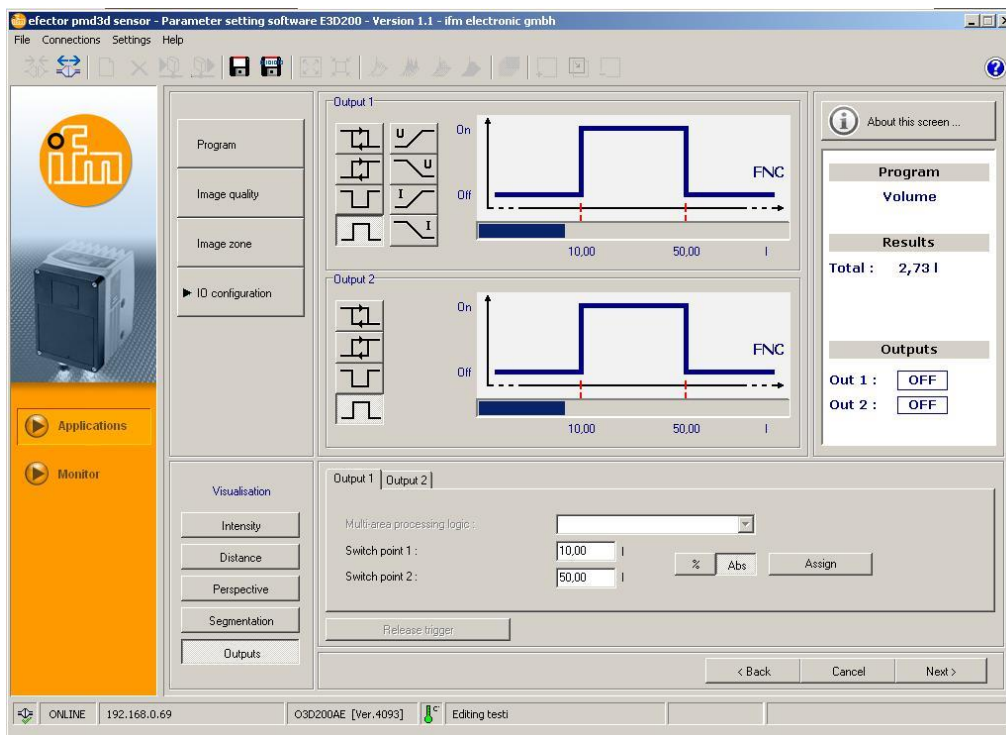 efector pmd3d sensor - Parameter setting software E3D200 - Version 1.1 - ifm electronic gmbh
File Connections Settings Help
ifm
Applications
Monitor
Program
Image quality
Image zone
IO configuration
Output 1
U
U
I
I
On
Off
FNC
10,00 50,00 l
Output 2
On
Off
FNC
10,00 50,00 l
About this screen ...
Program
Volume
Results
Total : 2,73 l
Outputs
Out 1 : OFF
Out 2 : OFF
Visualisation
Intensity
Distance
Perspective
Segmentation
Outputs
Output 1 Output 2
Multi-area processing logic :
Switch point 1 : 10,00 l
Switch point 2 : 50,00 l
% Abs Assign
Release trigger
< Back Cancel Next >
ONLINE 192.168.0.69 O3D200AE [Ver.4093] C Editing testi